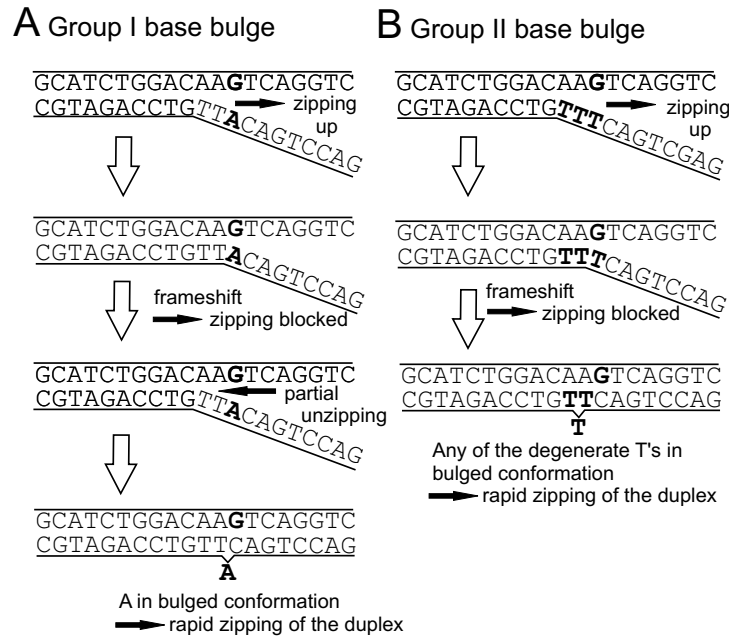 A Group I base bulge
GCATCTGGACAAGTCAGGTC
CGTAGACCTGTTACAGTCCAG
zipping
up
GCATCTGGACAAGTCAGGTC
CGTAGACCTGTTACAGTCCAG
frameshift
zipping blocked
GCATCTGGACAAGTCAGGTC
CGTAGACCTGTTACAGTCCAG
partial
unzipping
GCATCTGGACAAGTCAGGTC
CGTAGACCTGTTCAGTCCAG
A
A in bulged conformation
rapid zipping of the duplex
B Group II base bulge
GCATCTGGACAAGTCAGGTC
CGTAGACCTGTTTCAGTCGAG
zipping
up
GCATCTGGACAAGTCAGGTC
CGTAGACCTGTTTCAGTCCAG
frameshift
zipping blocked
GCATCTGGACAAGTCAGGTC
CGTAGACCTGTTCAGTCCAG
T
Any of the degenerate T's in
bulged conformation
rapid zipping of the duplex